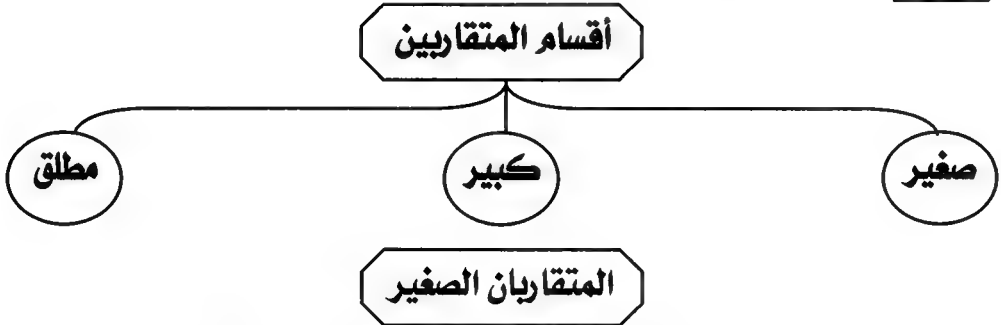 أقسام المتقاربين
صغير
كبير
مطلق
المتقاربان الصغير